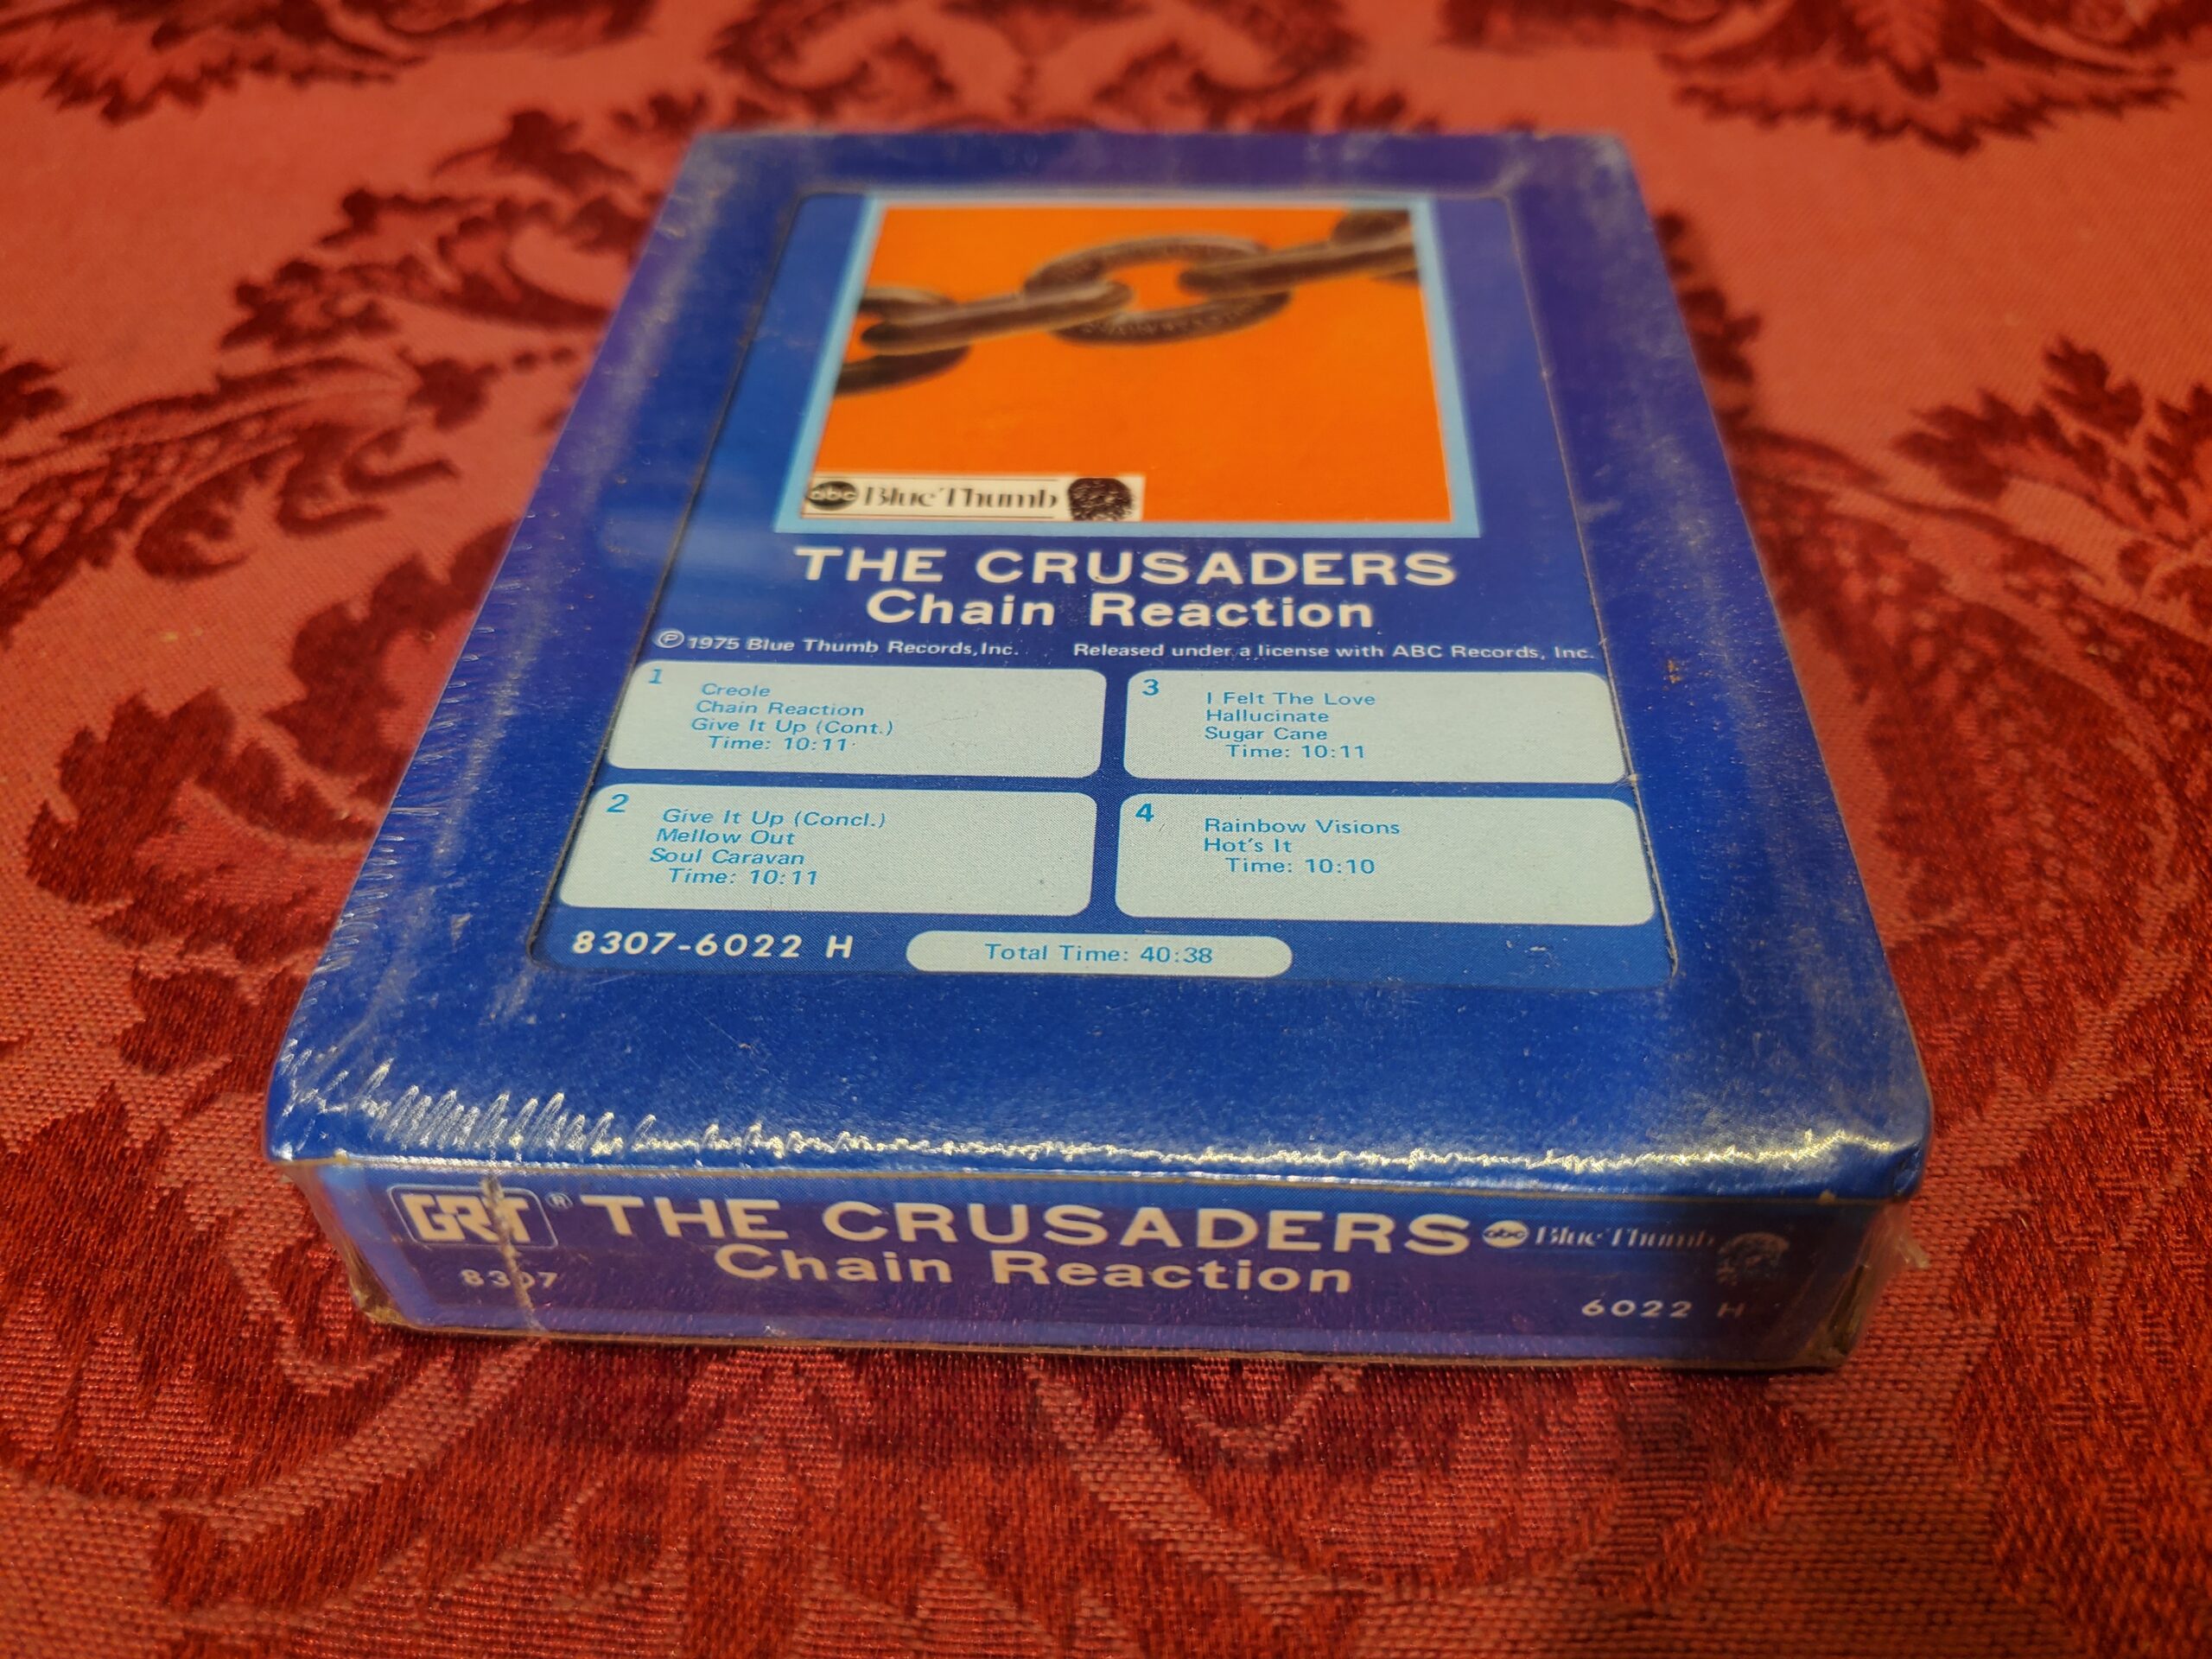 abc Blue Thumb
THE CRUSADERS
Chain Reaction
Ⓟ 1975 Blue Thumb Records, Inc. Released under a license with ABC Records, Inc.
1
Creole
Chain Reaction
Give It Up (Cont.)
Time: 10:11
2
Give It Up (Concl.)
Mellow Out
Soul Caravan
Time: 10:11
3
I Felt The Love
Hallucinate
Sugar Cane
Time: 10:11
4
Rainbow Visions
Hot's It
Time: 10:10
8307-6022 H
Total Time: 40:38
GRT ® THE CRUSADERS abc Blue Thumb
Chain Reaction
8307 6022 H